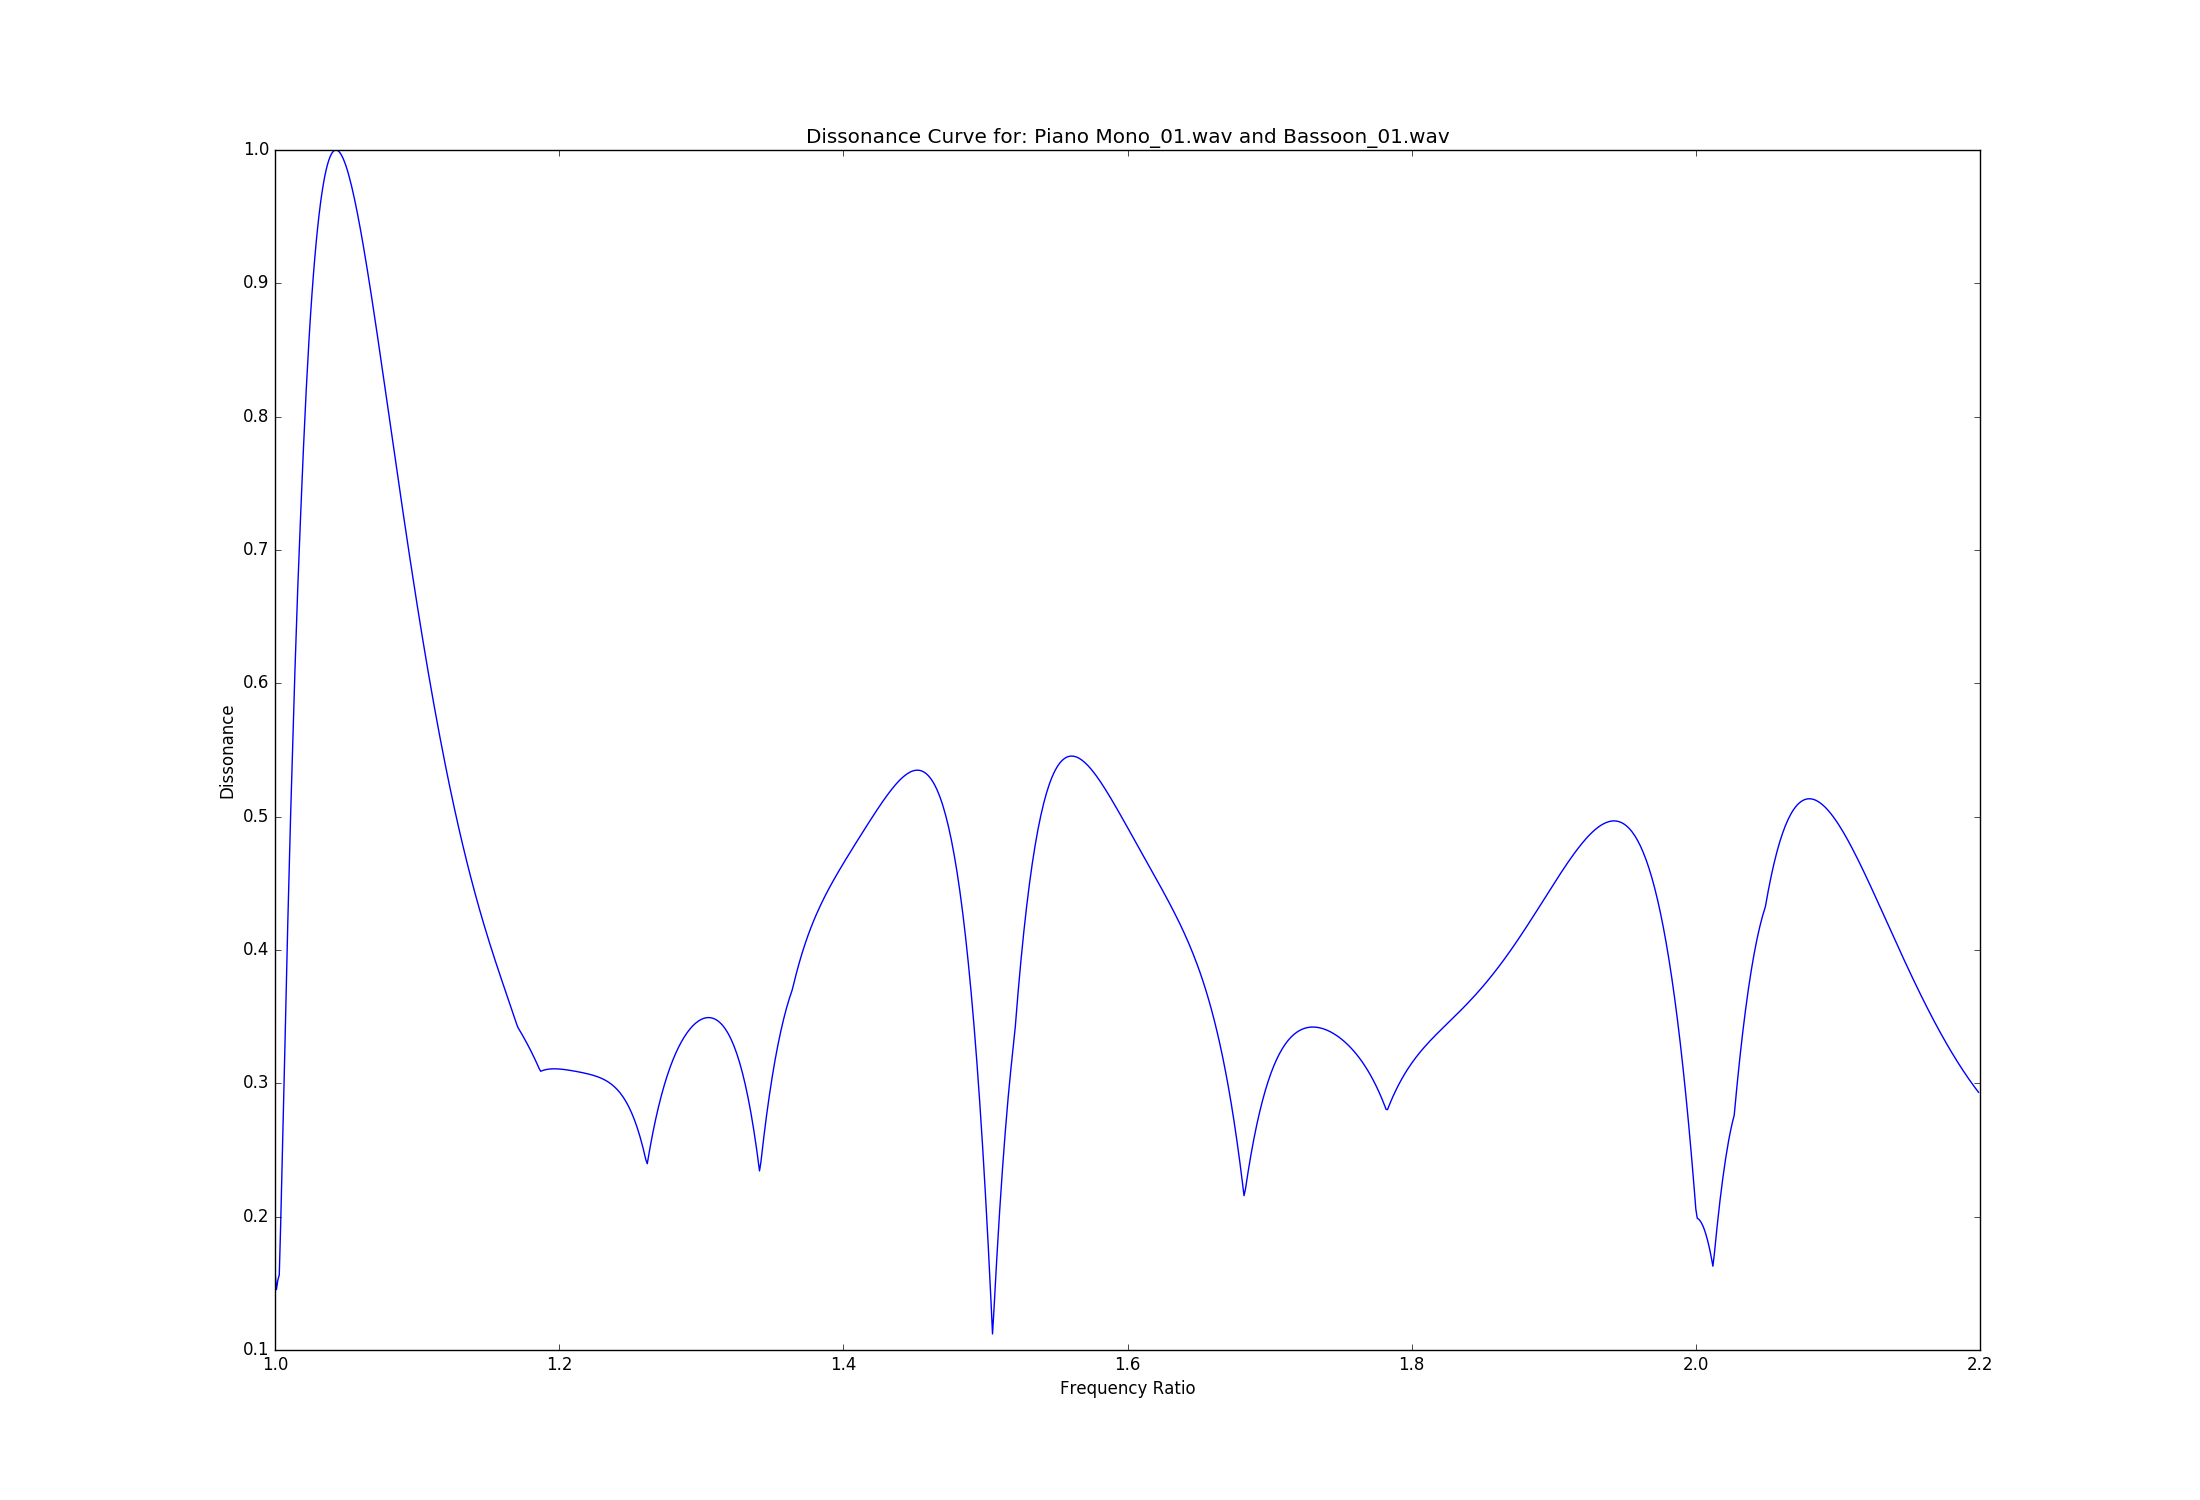 Dissonance Curve for: Piano Mono_01.wav and Bassoon_01.wav
1.0
0.9
0.8
0.7
0.6
0.5
0.4
0.3
0.2
0.1
Dissonance
1.0 1.2 1.4 1.6 1.8 2.0 2.2
Frequency Ratio